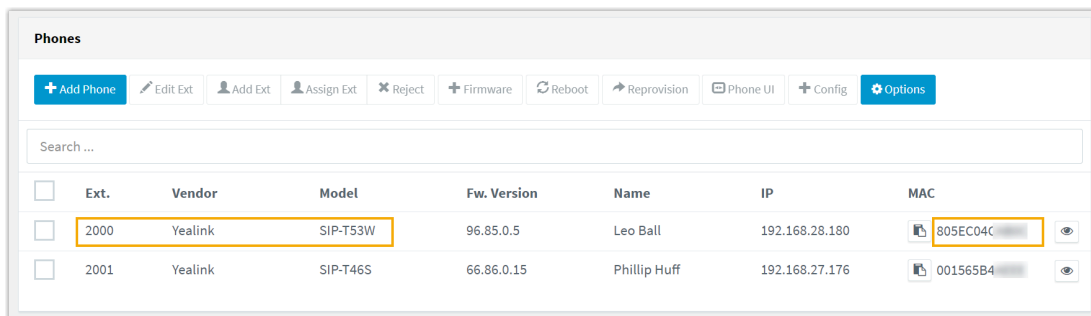 Phones
Add Phone Edit Ext Add Ext Assign Ext Reject Firmware Reboot Reprovision Phone UI Config Options
Search ...
Ext. Vendor Model Fw. Version Name IP MAC
2000 Yealink SIP-T53W 96.85.0.5 Leo Ball 192.168.28.180
2001 Yealink SIP-T46S 66.86.0.15 Phillip Huff 192.168.27.176